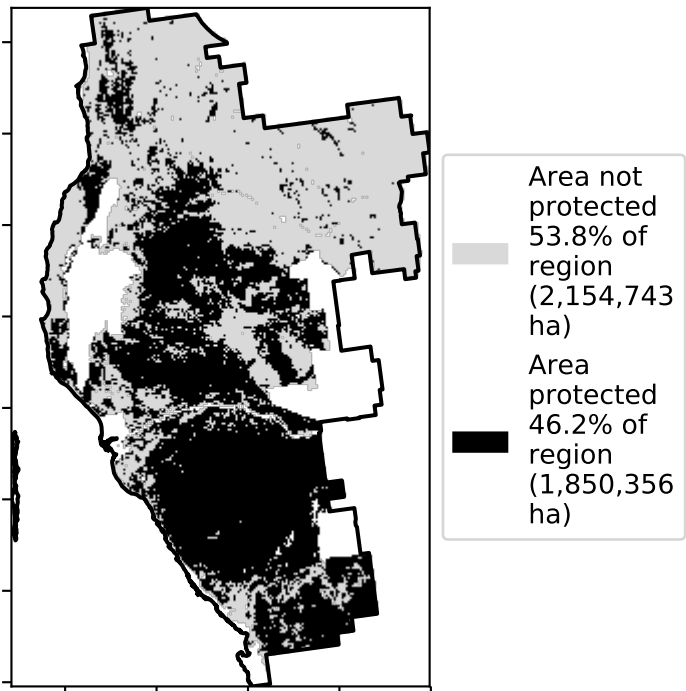 Area not
protected
53.8% of
region
(2,154,743
ha)
Area
protected
46.2% of
region
(1,850,356
ha)